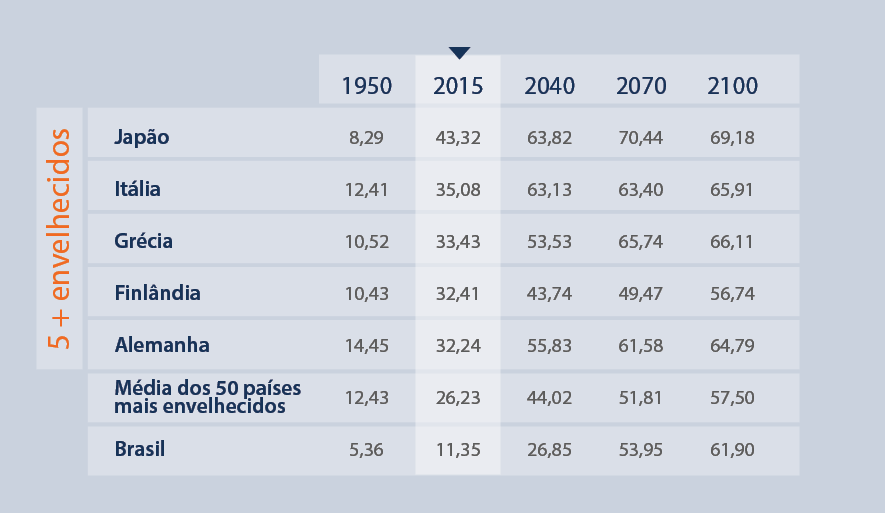 1950 2015 2040 2070 2100
5 + envelhecidos
Japão 8,29 43,32 63,82 70,44 69,18
Itália 12,41 35,08 63,13 63,40 65,91
Grécia 10,52 33,43 53,53 65,74 66,11
Finlândia 10,43 32,41 43,74 49,47 56,74
Alemanha 14,45 32,24 55,83 61,58 64,79
Média dos 50 países
mais envelhecidos 12,43 26,23 44,02 51,81 57,50
Brasil 5,36 11,35 26,85 53,95 61,90